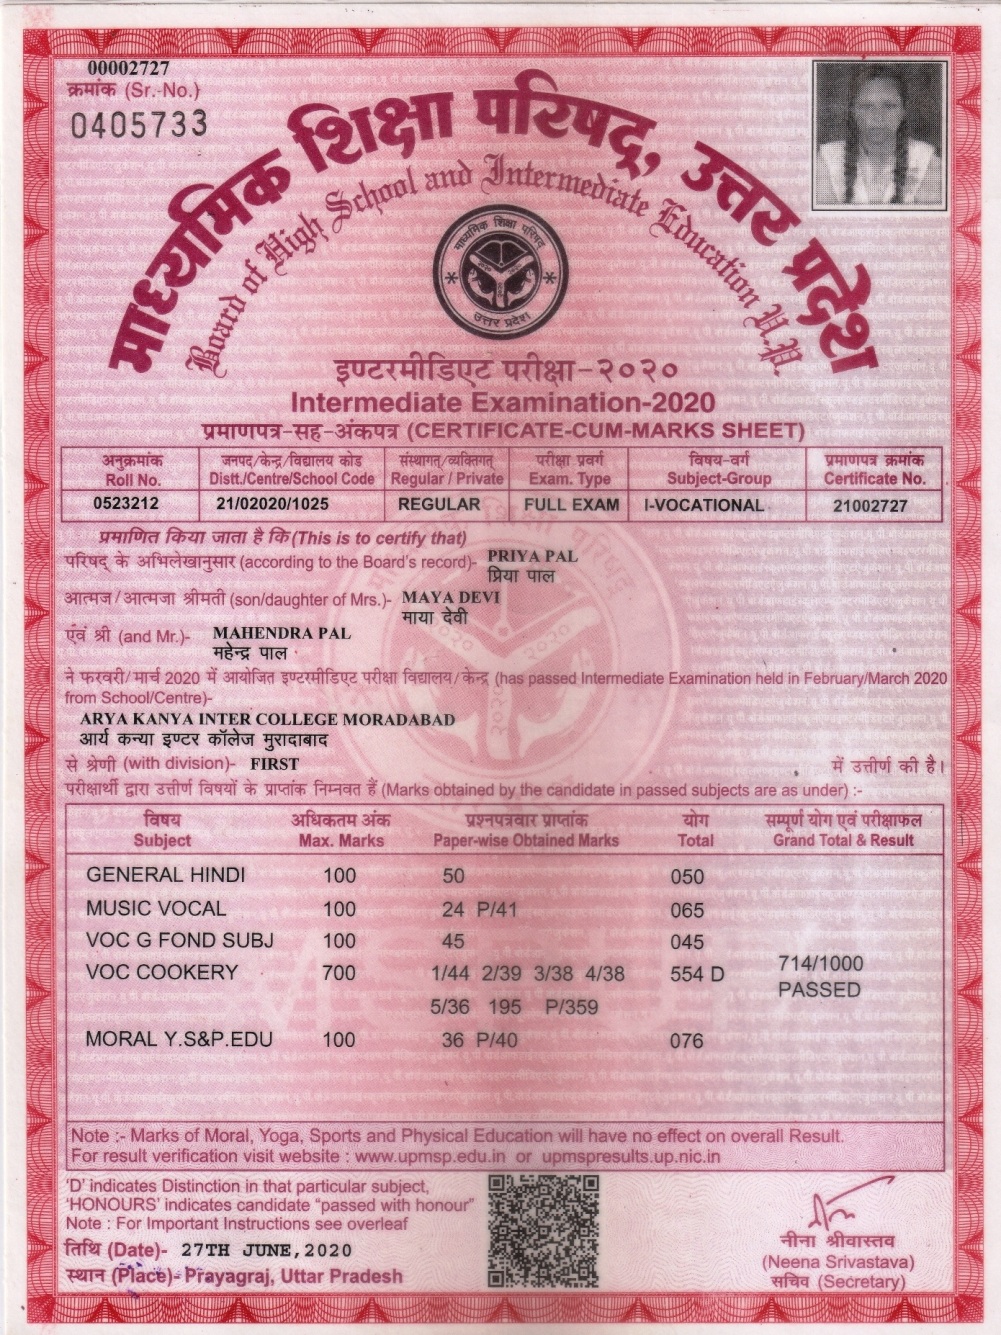 00002727
क्रमांक (Sr. No.)
0405733
माध्यमिक शिक्षा परिषद्, उत्तर प्रदेश
Board of High School and Intermediate Education U.P.
माध्यमिक शिक्षा परिषद्
उत्तर प्रदेश
इण्टरमीडिएट परीक्षा-२०२०
Intermediate Examination-2020
प्रमाणपत्र-सह-अंकपत्र (CERTIFICATE-CUM-MARKS SHEET)
अनुक्रमांक जनपद/केन्द्र/विद्यालय कोड संस्थागत/व्यक्तिगत परीक्षा प्रवर्ग विषय-वर्ग प्रमाणपत्र क्रमांक
Roll No. Distt./Centre/School Code Regular / Private Exam. Type Subject-Group Certificate No.
0523212 21/02020/1025 REGULAR FULL EXAM I-VOCATIONAL 21002727
प्रमाणित किया जाता है कि (This is to certify that)
परिषद् के अभिलेखानुसार (according to the Board's record)- PRIYA PAL
प्रिया पाल
आत्मज/आत्मजा श्रीमती (son/daughter of Mrs.)- MAYA DEVI
माया देवी
एवं श्री (and Mr.)- MAHENDRA PAL
महेन्द्र पाल
ने फरवरी/मार्च 2020 में आयोजित इण्टरमीडिएट परीक्षा विद्यालय/केन्द्र (has passed Intermediate Examination held in February/March 2020
from School/Centre)-
ARYA KANYA INTER COLLEGE MORADABAD
आर्य कन्या इण्टर कॉलेज मुरादाबाद
से श्रेणी (with division)- FIRST में उत्तीर्ण की है।
परीक्षार्थी द्वारा उत्तीर्ण विषयों के प्राप्तांक निम्नवत हैं (Marks obtained by the candidate in passed subjects are as under) :-
विषय अधिकतम अंक प्रश्नपत्रवार प्राप्तांक योग सम्पूर्ण योग एवं परीक्षाफल
Subject Max. Marks Paper-wise Obtained Marks Total Grand Total & Result
GENERAL HINDI 100 50 050
MUSIC VOCAL 100 24 P/41 065
VOC G FOND SUBJ 100 45 045
VOC COOKERY 700 1/44 2/39 3/38 4/38 554 D 714/1000
PASSED
5/36 195 P/359
MORAL Y.S&P.EDU 100 36 P/40 076
Note :- Marks of Moral, Yoga, Sports and Physical Education will have no effect on overall Result.
For result verification visit website : www.upmsp.edu.in or upmspresults.up.nic.in
'D' indicates Distinction in that particular subject,
'HONOURS' indicates candidate "passed with honour"
Note : For Important Instructions see overleaf
तिथि (Date)- 27TH JUNE,2020
स्थान (Place)- Prayagraj, Uttar Pradesh
नीना श्रीवास्तव
(Neena Srivastava)
सचिव (Secretary)